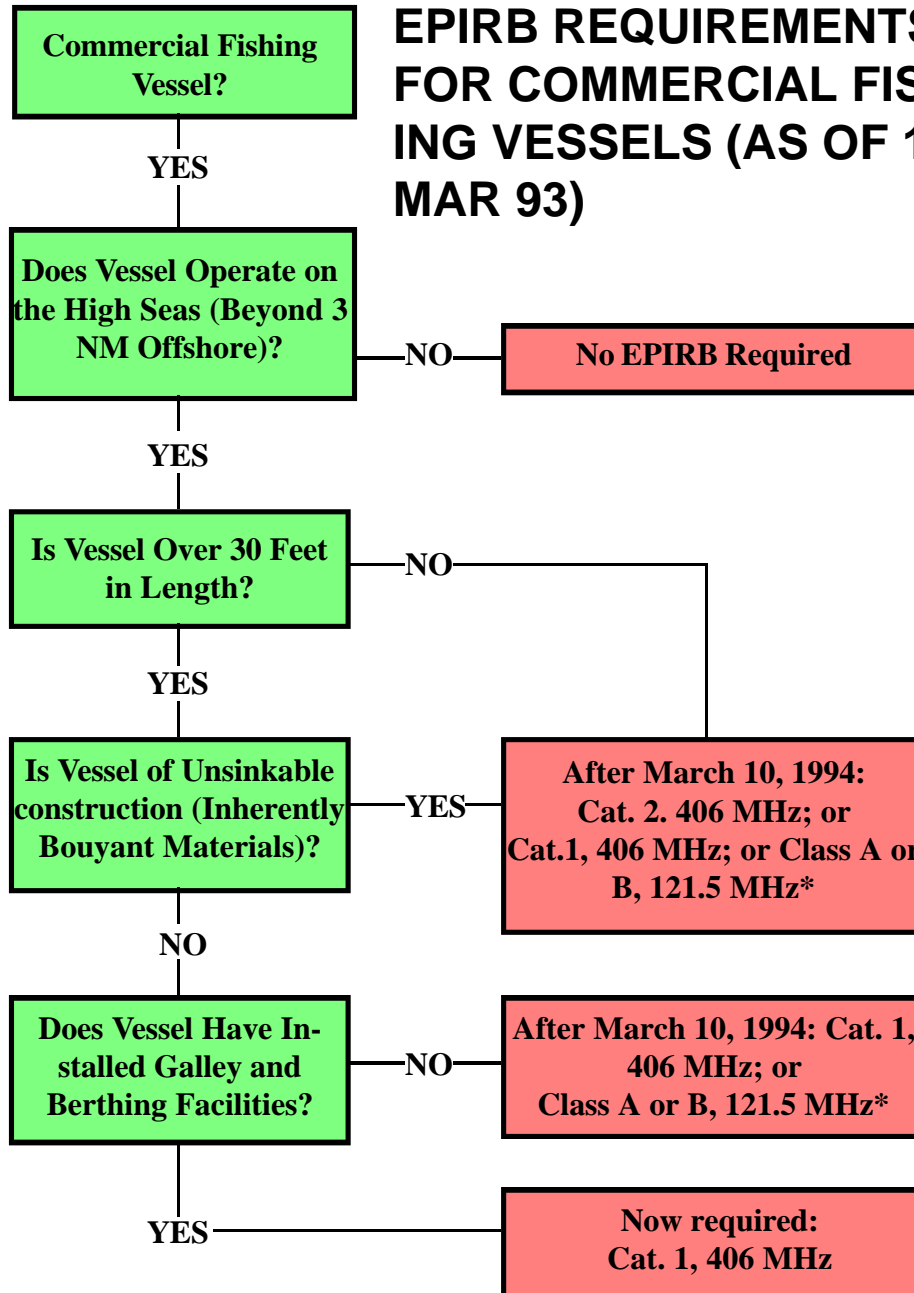 EPIRB REQUIREMENTS
FOR COMMERCIAL FIS
ING VESSELS (AS OF 1
MAR 93)
Commercial Fishing
Vessel?
YES
Does Vessel Operate on
the High Seas (Beyond 3
NM Offshore)?
NO
No EPIRB Required
YES
Is Vessel Over 30 Feet
in Length?
NO
YES
Is Vessel of Unsinkable
construction (Inherently
Bouyant Materials)?
YES
After March 10, 1994:
Cat. 2. 406 MHz; or
Cat.1, 406 MHz; or Class A or
B, 121.5 MHz*
NO
Does Vessel Have In-
stalled Galley and
Berthing Facilities?
NO
After March 10, 1994: Cat. 1,
406 MHz; or
Class A or B, 121.5 MHz*
YES
Now required:
Cat. 1, 406 MHz